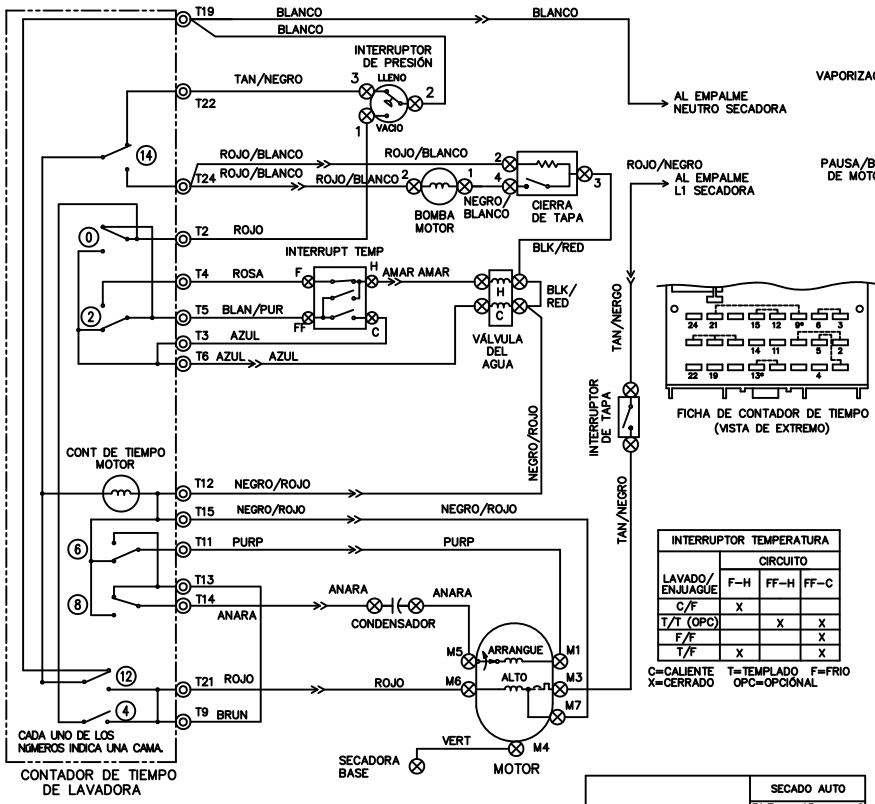 T19
BLANCO
BLANCO
BLANCO
INTERRUPTOR
DE PRESIÓN
LLENO
TAN/NEGRO
3
2
T22
1
VACIO
AL EMPALME
NEUTRO SECADORA
14
ROJO/BLANCO
ROJO/BLANCO
2
T24
ROJO/BLANCO
ROJO/BLANCO
2
1
4
3
BOMBA
MOTOR
NEGRO/
BLANCO
CIERRA
DE TAPA
ROJO/NEGRO
AL EMPALME
L1 SECADORA
PAUSA/B
DE MOTO
0
T2
ROJO
BLK/RED
INTERRUPT TEMP
T4
ROSA
F
H
AMAR AMAR
H
BLK/
RED
2
T5
BLAN/PUR
FF
C
C
T3
AZUL
T6
AZUL
AZUL
VÁLVULA
DEL
AGUA
TAN/NERGO
24
21
15
12
9*
6
3
14
11
5
2
22
19
13*
4
FICHA DE CONTADOR DE TIEMPO
(VISTA DE EXTREMO)
INTERRUPTOR
DE TAPA
NEGRO/ROJO
TAN/NEGRO
CONT DE TIEMPO
MOTOR
T12
NEGRO/ROJO
T15
NEGRO/ROJO
NEGRO/ROJO
6
T11
PURP
PURP
T13
8
T14
ANARA
ANARA
ANARA
CONDENSADOR
INTERRUPTOR TEMPERATURA
CIRCUITO
LAVADO/
ENJUAGUE
F-H
FF-H
FF-C
C/F
X
T/T (OPC)
X
X
F/F
X
T/F
X
X
C=CALIENTE T=TEMPLADO F=FRIO
X=CERRADO OPC=OPCIÓNAL
M5
ARRANGUE
M1
12
T21
ROJO
ROJO
M6
ALTO
M3
4
T9
BRUN
M7
CADA UNO DE LOS
NÚMEROS INDICA UNA CAMA.
VERT
M4
SECADORA
BASE
MOTOR
CONTADOR DE TIEMPO
DE LAVADORA
SECADO AUTO